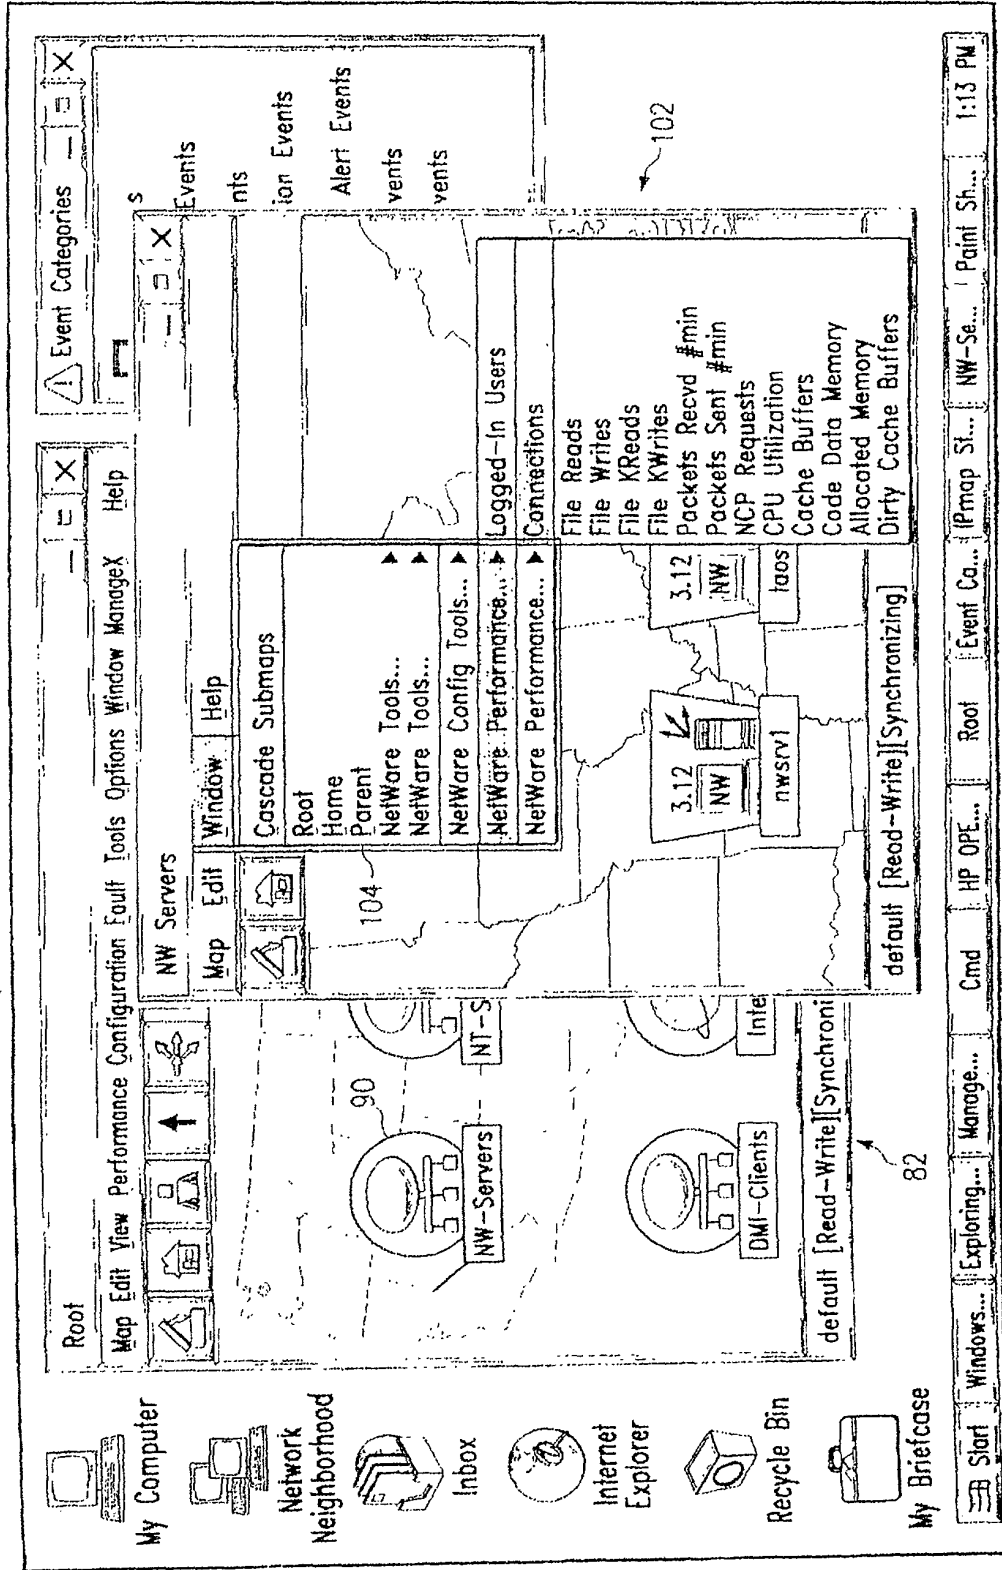 My Computer
Network
Neighborhood
Inbox
Internet
Explorer
Recycle Bin
My Briefcase
Root
Map Edit View Performance Configuration Fault Tools Options Window ManageX Help
NW-Servers
90
NT-S
DMI-Clients
Inte
default [Read-Write][Synchroni
82
Event Categories
s
Events
nts
ion Events
Alert Events
vents
vents
102
NW Servers
Map Edit Window Help
Cascade Submaps
Root
Home
Parent
NetWare Tools...
NetWare Tools...
NetWare Config Tools...
NetWare Performance...
NetWare Performance...
104
Logged-In Users
Connections
File Reads
File Writes
File KReads
File KWrites
Packets Recvd #min
Packets Sent #min
NCP Requests
CPU Utilization
Cache Buffers
Code Data Memory
Allocated Memory
Dirty Cache Buffers
3.12
NW
nwsrv1
3.12
NW
taos
default [Read-Write][Synchronizing]
Start Windows... Exploring... Manage... Cmd HP OPE... Root Event Ca... IPmap St... NW-Se... Paint Sh... 1:13 PM